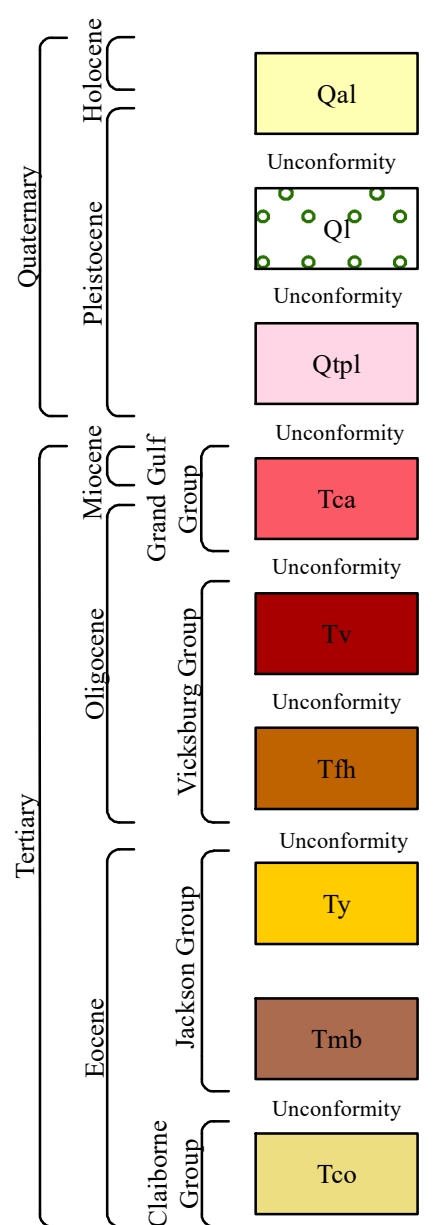 Quaternary
Holocene
Pleistocene
Qal
Unconformity
Ql
Unconformity
Qtpl
Unconformity
Tertiary
Miocene
Grand Gulf
Group
Tca
Unconformity
Oligocene
Vicksburg Group
Tv
Unconformity
Tfh
Unconformity
Eocene
Jackson Group
Ty
Tmb
Unconformity
Claiborne
Group
Tco